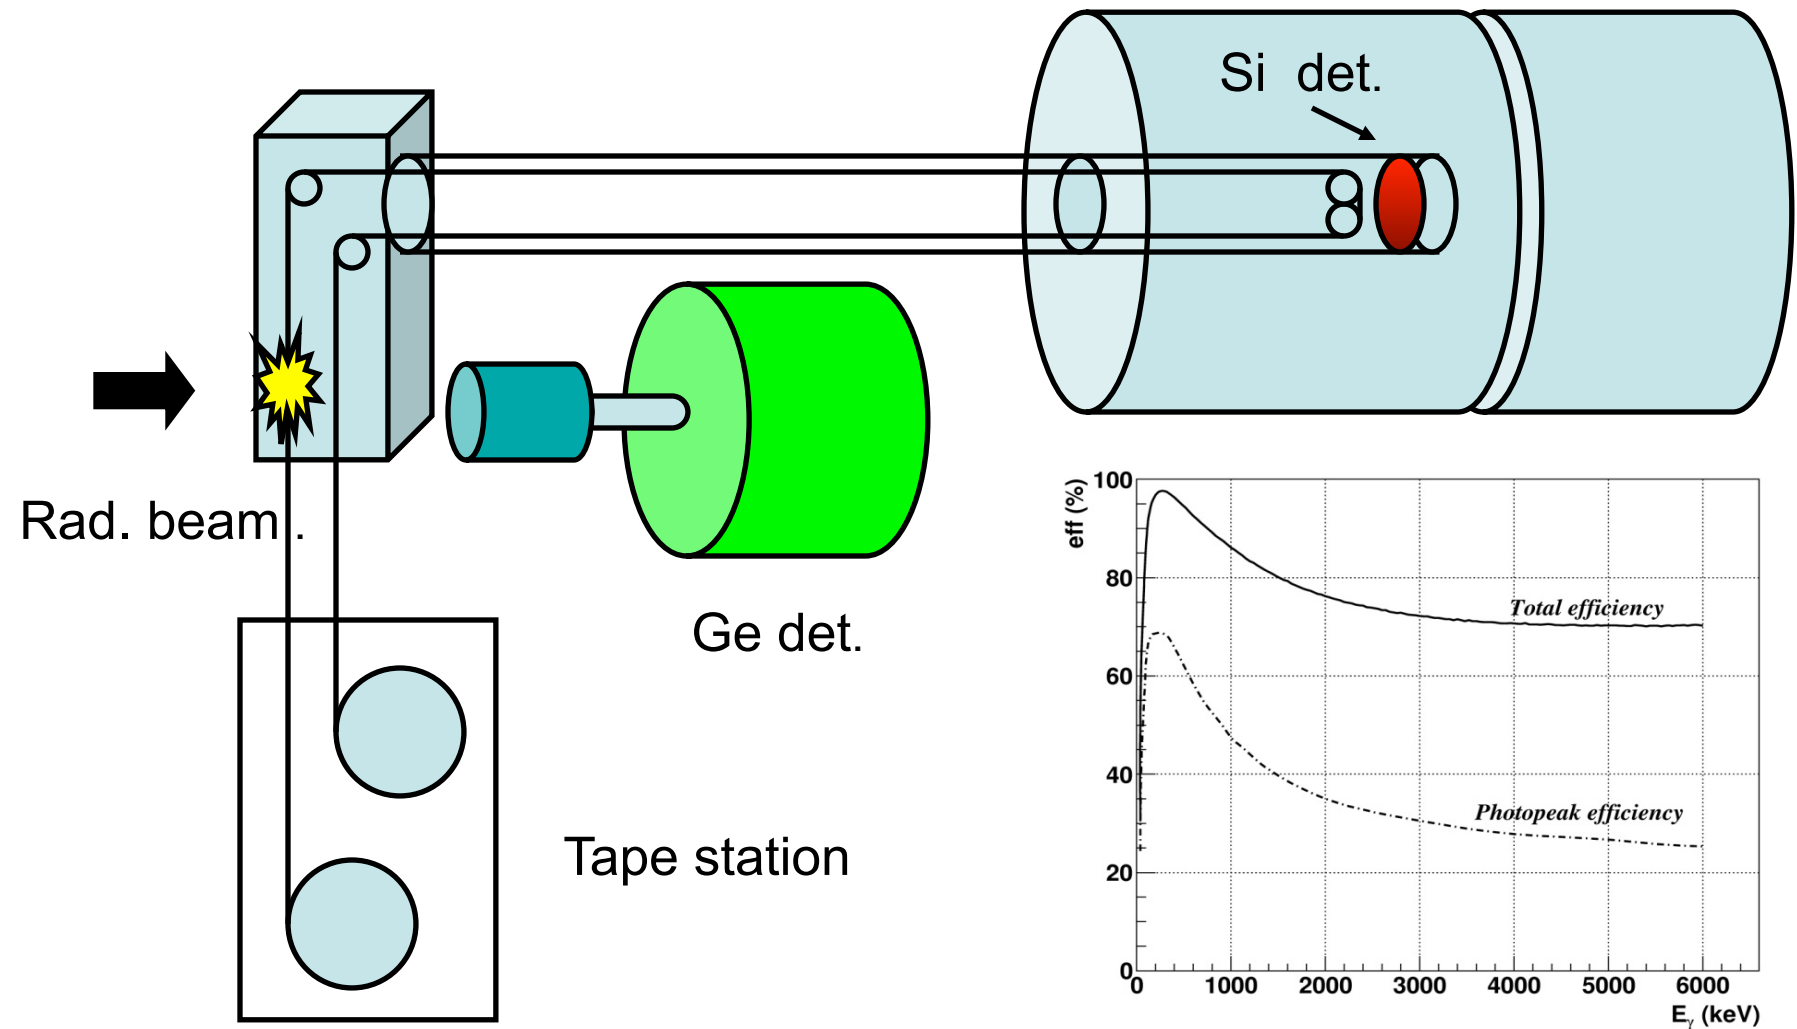 Si det.
Rad. beam .
Ge det.
Tape station
eff (%)
100
80
60
40
20
0
Total efficiency
Photopeak efficiency
0 1000 2000 3000 4000 5000 6000
Eγ (keV)